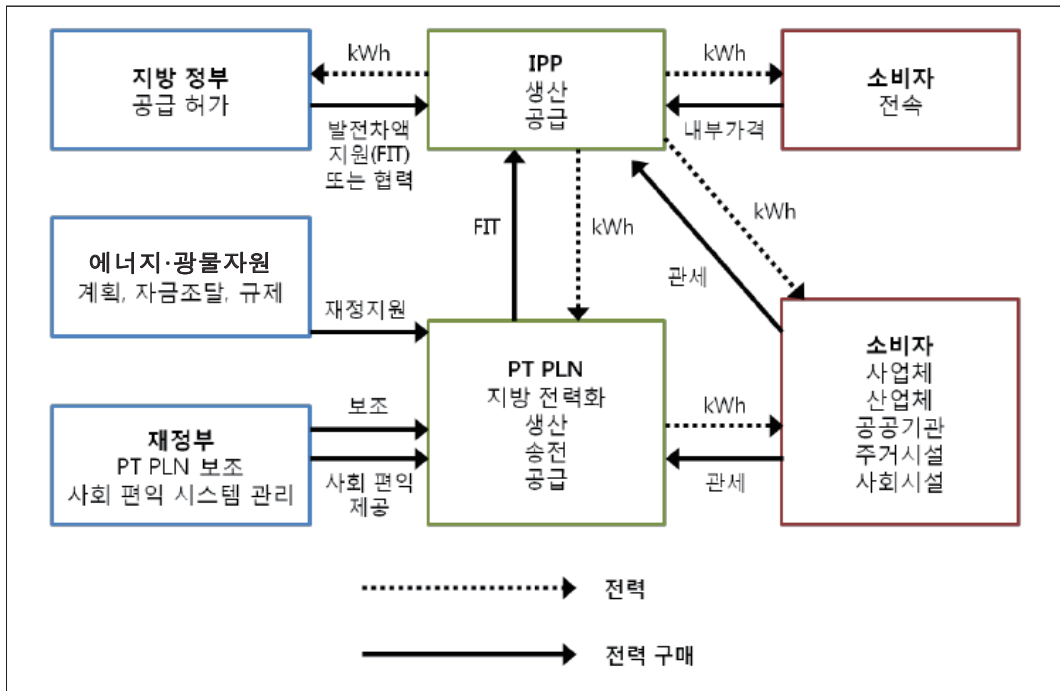 지방 정부
공급 허가
kWh
발전차액
지원(FIT)
또는 협력
IPP
생산
공급
kWh
내부가격
소비자
전속
에너지·광물자원
계획, 자금조달, 규제
재정지원
FIT
kWh
kWh
관세
재정부
PT PLN 보조
사회 편익 시스템 관리
보조
사회 편익
제공
PT PLN
지방 전력화
생산
송전
공급
kWh
관세
소비자
사업체
산업체
공공기관
주거시설
사회시설
전력
전력 구매